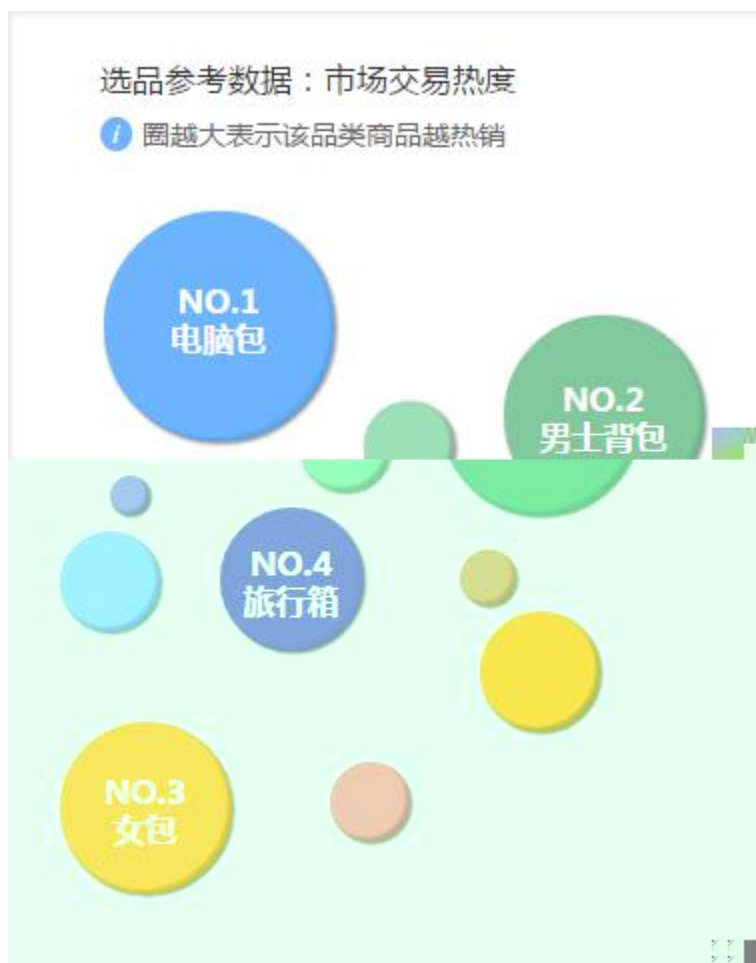 选品参考数据：市场交易热度
i 圈越大表示该品类商品越热销
NO.1
电脑包
NO.2
男士背包
NO.4
旅行箱
NO.3
女包